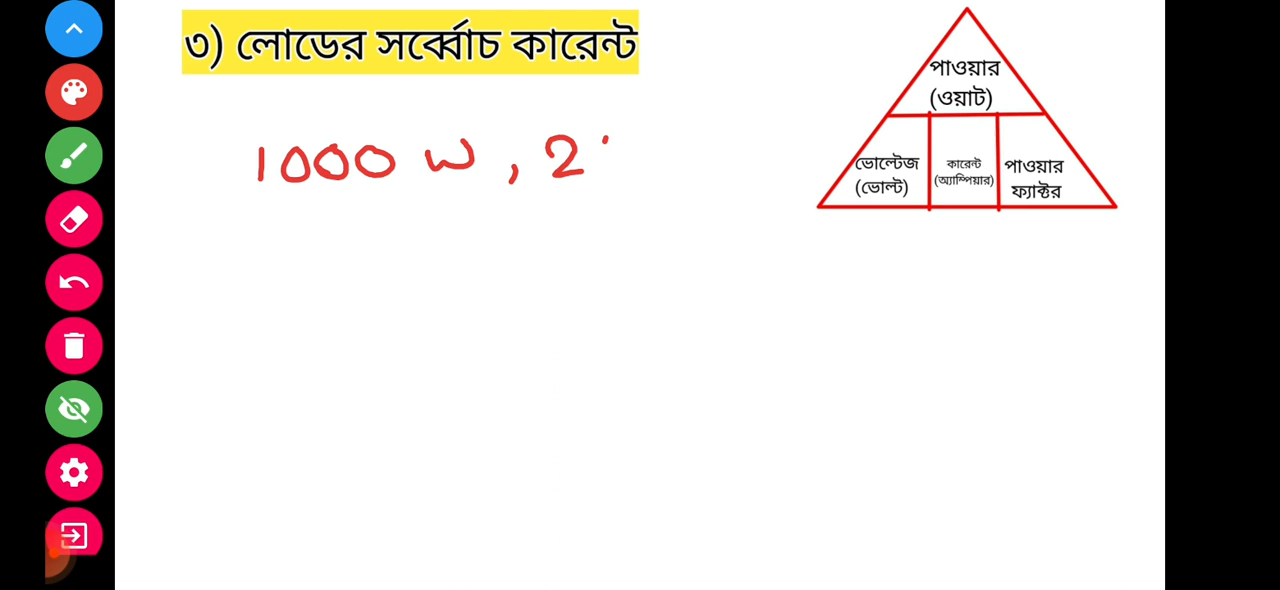 ৩) লোডের সর্ব্বোচ কারেন্ট
1000 W, 2
পাওয়ার
(ওয়াট)
ভোল্টেজ
(ভোল্ট)
কারেন্ট
(অ্যাম্পিয়ার)
পাওয়ার
ফ্যাক্টর